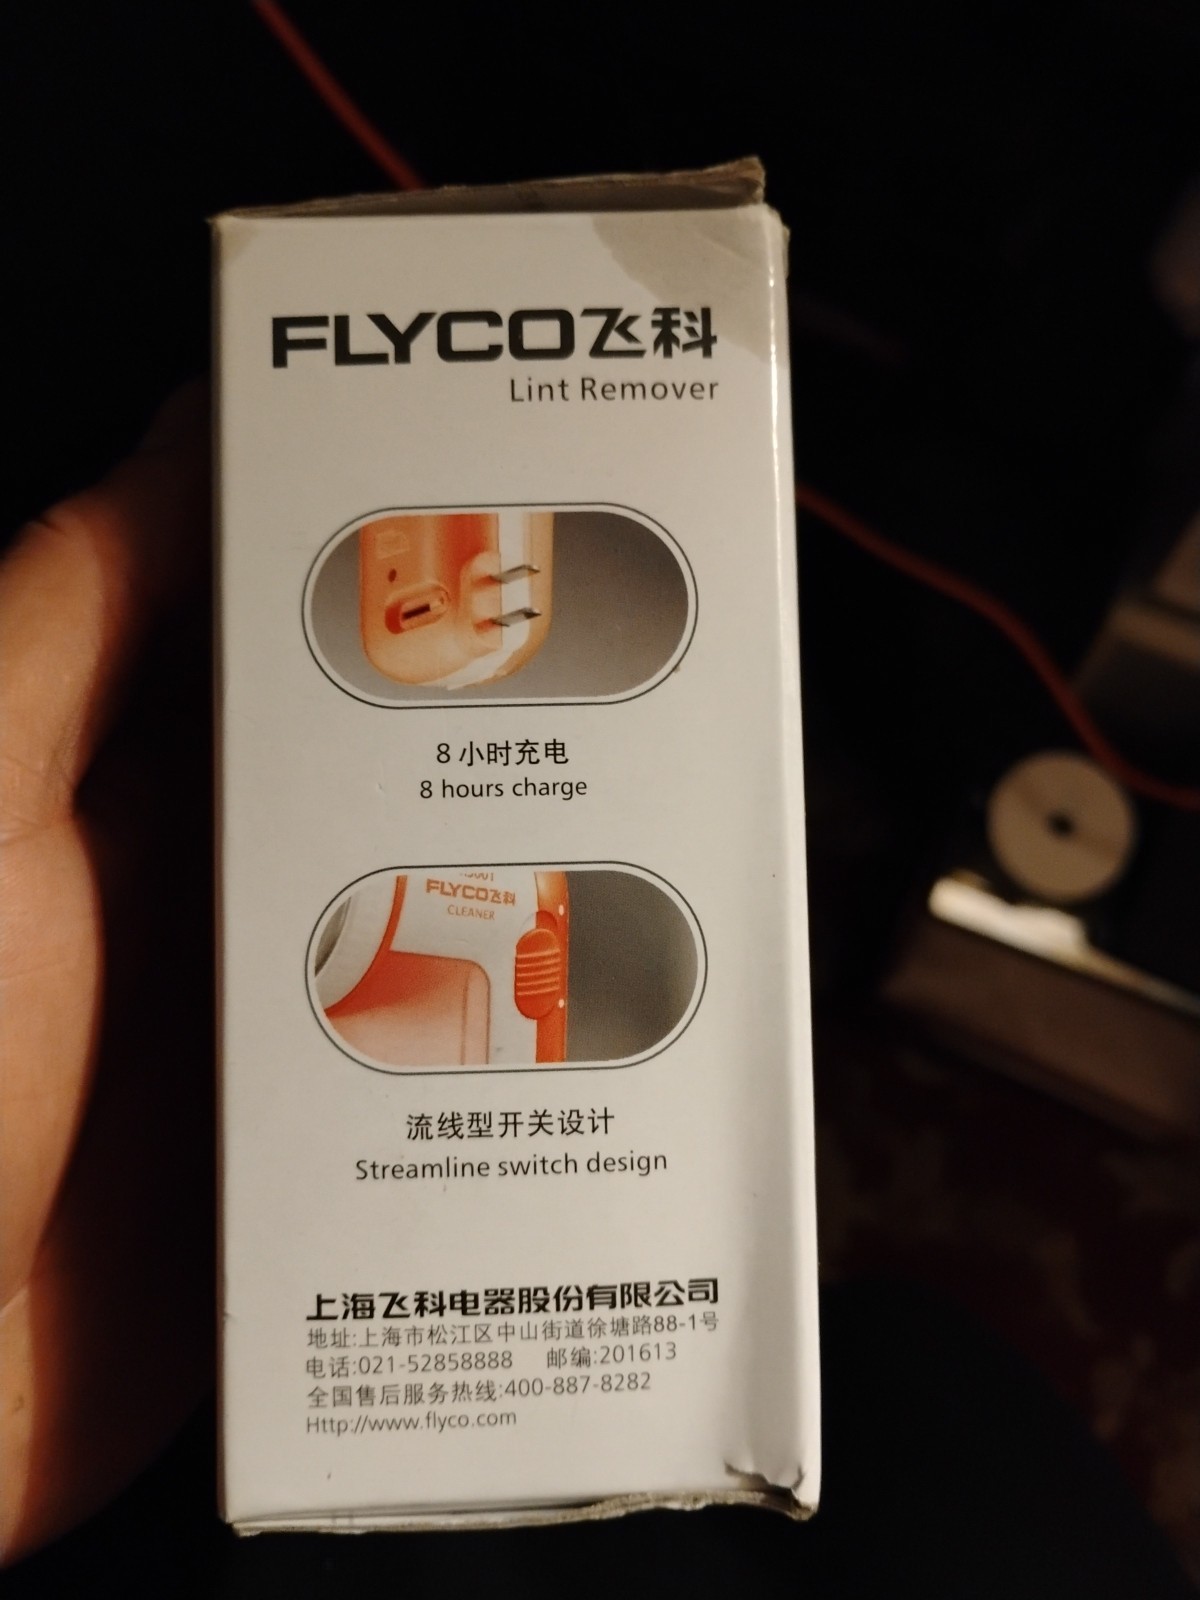 FLYCO飞科
Lint Remover
8 小时充电
8 hours charge
FLYCO飞科
CLEANER
流线型开关设计
Streamline switch design
上海飞科电器股份有限公司
地址:上海市松江区中山街道徐塘路88-1号
电话:021-52858888 邮编:201613
全国售后服务热线:400-887-8282
Http://www.flyco.com